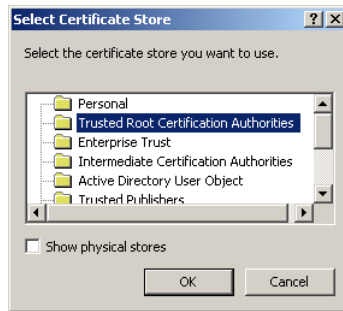 Select Certificate Store
Select the certificate store you want to use.
Personal
Trusted Root Certification Authorities
Enterprise Trust
Intermediate Certification Authorities
Active Directory User Object
Trusted Publishers
Show physical stores
OK Cancel